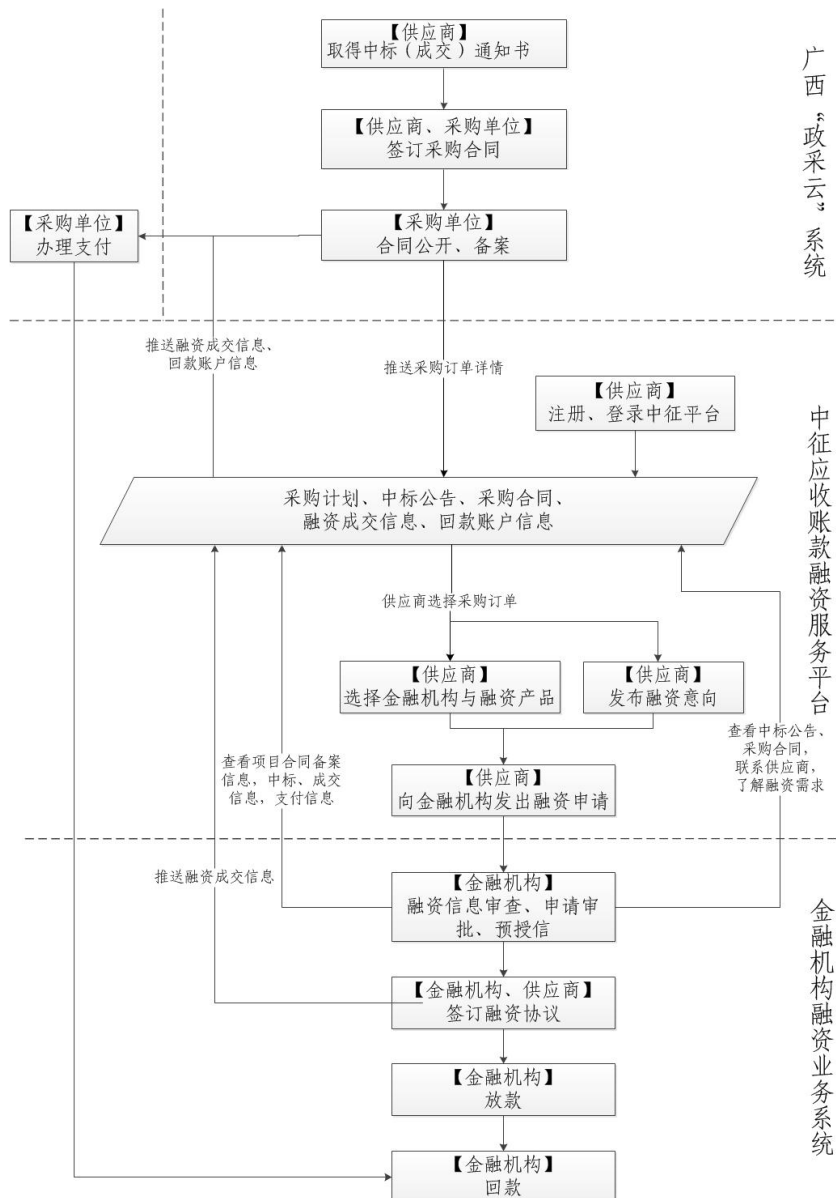 【供应商】
取得中标（成交）通知书
【供应商、采购单位】
签订采购合同
【采购单位】
合同公开、备案
【采购单位】
办理支付
广西“政采云”系统
推送融资成交信息、
回款账户信息
推送采购订单详情
【供应商】
注册、登录中征平台
采购计划、中标公告、采购合同、
融资成交信息、回款账户信息
供应商选择采购订单
【供应商】
选择金融机构与融资产品
【供应商】
发布融资意向
查看项目合同备案
信息，中标、成交
信息，支付信息
查看中标公告、
采购合同，
联系供应商，
了解融资需求
【供应商】
向金融机构发出融资申请
中征应收账款融资服务平台
推送融资成交信息
【金融机构】
融资信息审查、申请审
批、预授信
【金融机构、供应商】
签订融资协议
【金融机构】
放款
【金融机构】
回款
金融机构融资业务系统